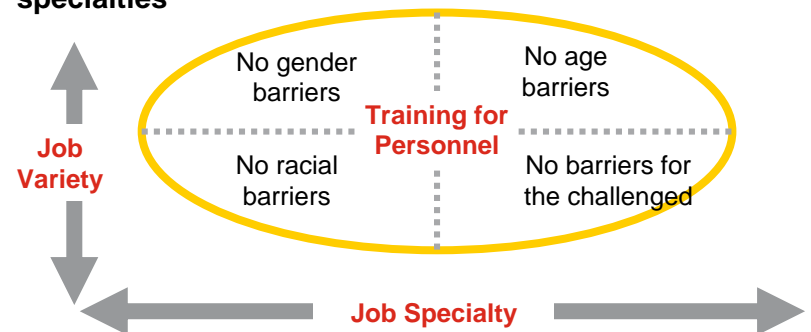 specialties
No gender
barriers
No age
barriers
Training for
Personnel
Job
Variety
No racial
barriers
No barriers for
the challenged
Job Specialty